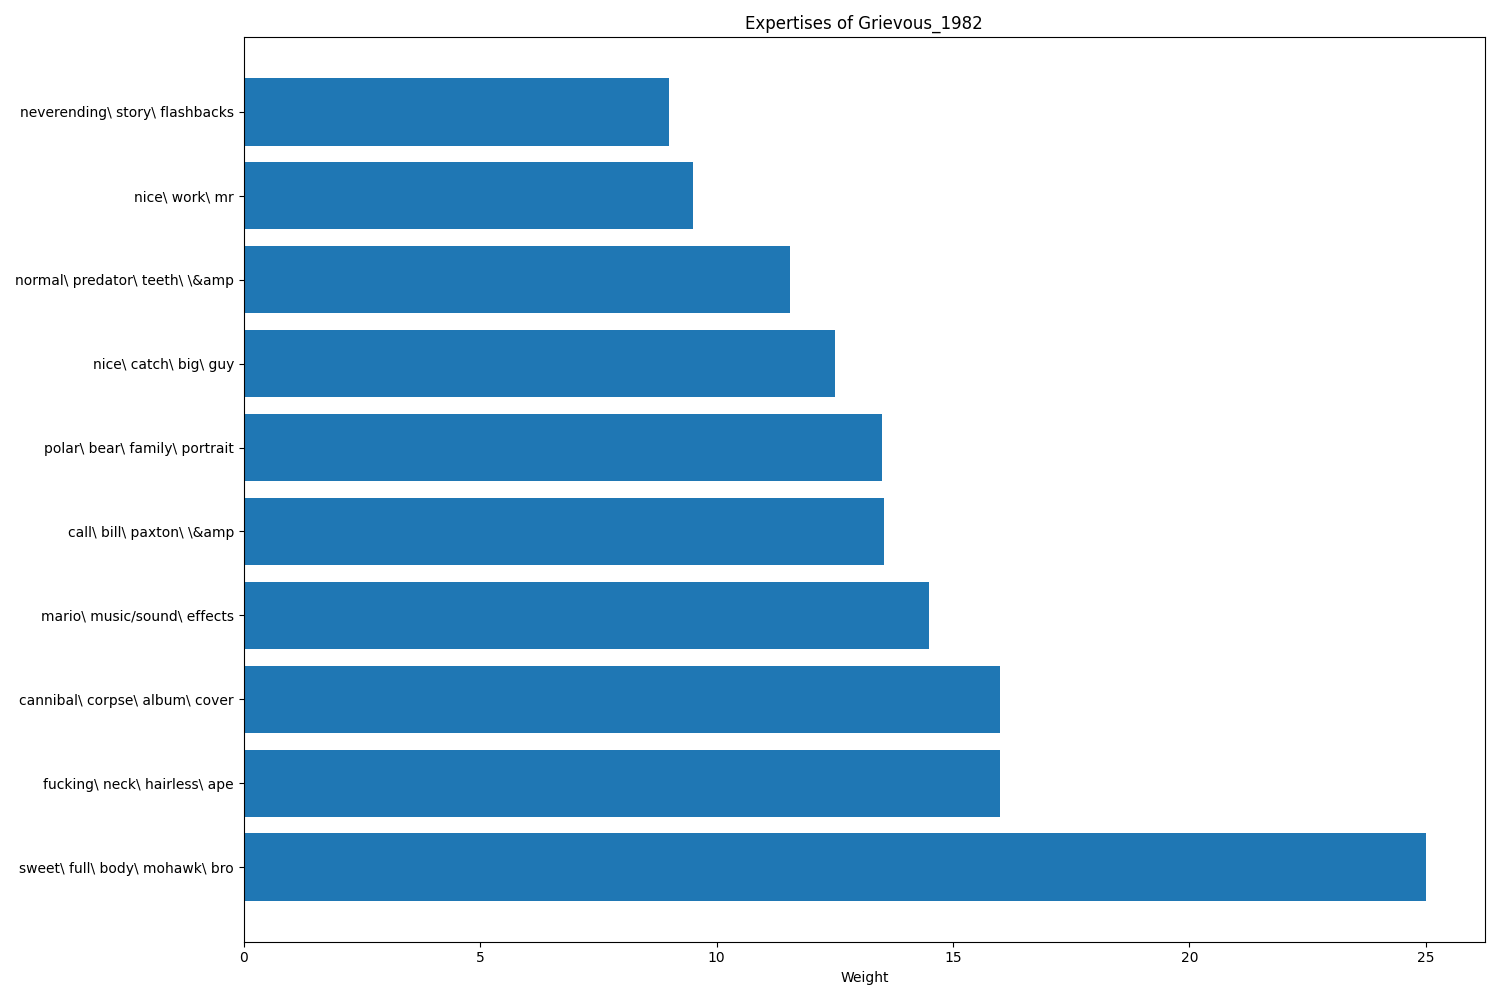 Expertises of Grievous_1982
neverending\ story\ flashbacks
nice\ work\ mr
normal\ predator\ teeth\ \&amp
nice\ catch\ big\ guy
polar\ bear\ family\ portrait
call\ bill\ paxton\ \&amp
mario\ music/sound\ effects
cannibal\ corpse\ album\ cover
fucking\ neck\ hairless\ ape
sweet\ full\ body\ mohawk\ bro
0 5 10 15 20 25
Weight